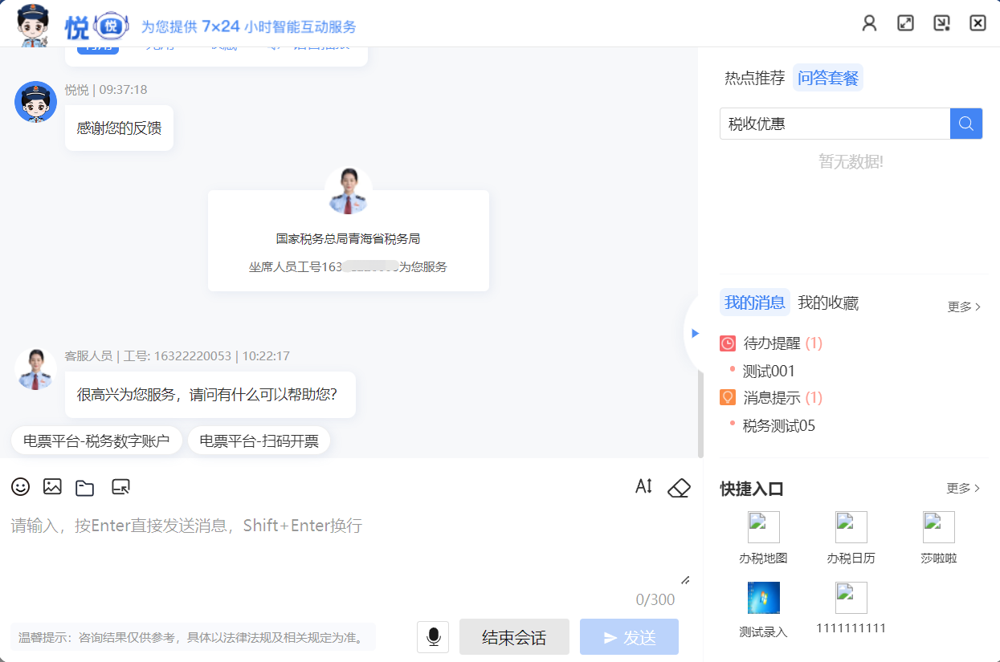 悦 悦 为您提供 7×24 小时智能互动服务
悦悦 | 09:37:18
感谢您的反馈
国家税务总局青海省税务局
坐席人员工号163 为您服务
客服人员 | 工号: 16322220053 | 10:22:17
很高兴为您服务，请问有什么可以帮助您？
电票平台-税务数字账户 电票平台-扫码开票
AI
请输入，按Enter直接发送消息，Shift+Enter换行
0/300
温馨提示：咨询结果仅供参考，具体以法律法规及相关规定为准。
结束会话 发送
热点推荐 问答套餐
税收优惠
暂无数据!
我的消息 我的收藏 更多
待办提醒 (1)
测试001
消息提示 (1)
税务测试05
快捷入口 更多
办税地图 办税日历 莎啦啦
测试录入 1111111111